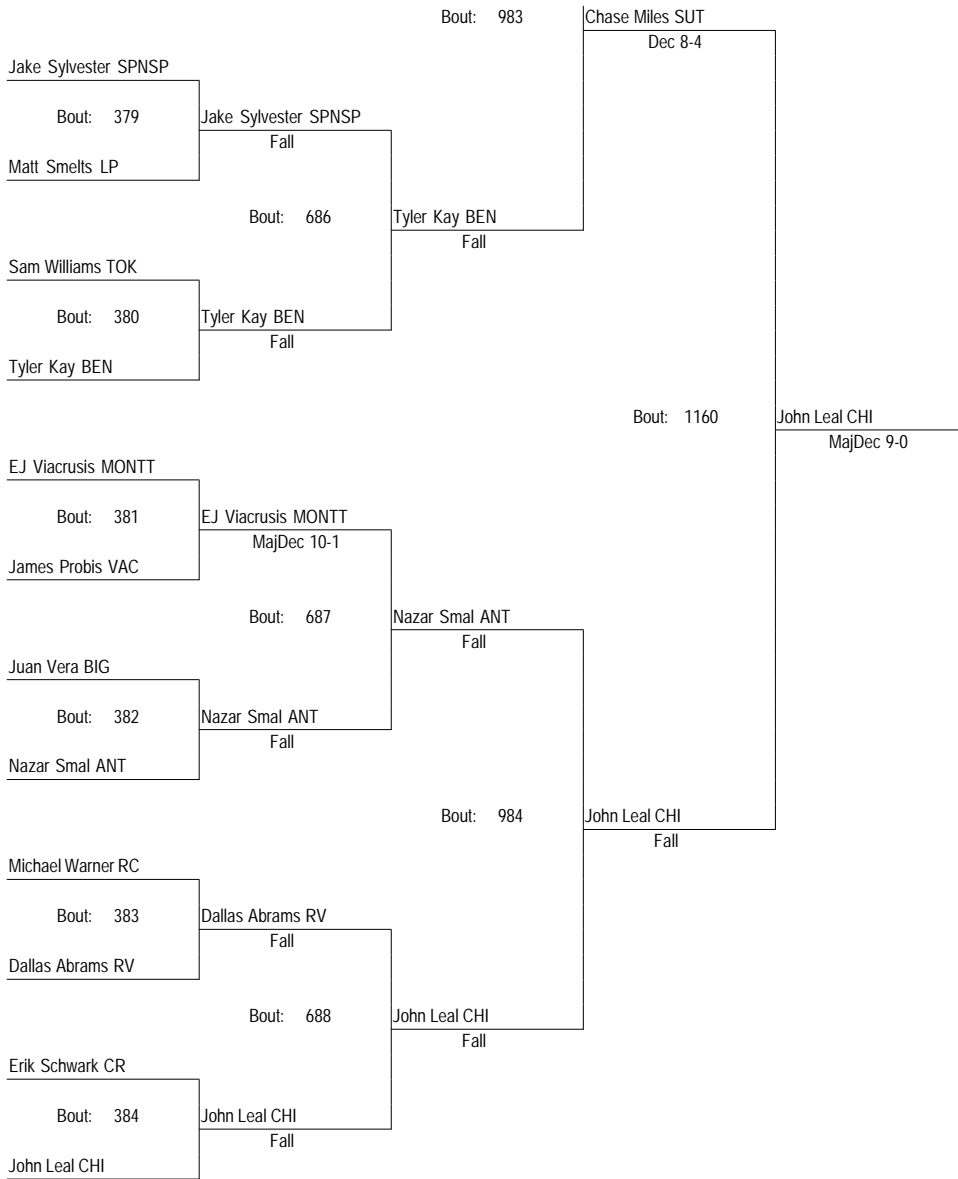 Bout: 983 Chase Miles SUT
Dec 8-4
Jake Sylvester SPNSP
Bout: 379 Jake Sylvester SPNSP
Fall
Matt Smelts LP
Bout: 686 Tyler Kay BEN
Fall
Sam Williams TOK
Bout: 380 Tyler Kay BEN
Fall
Tyler Kay BEN
Bout: 1160 John Leal CHI
MajDec 9-0
EJ Viacrusis MONTT
Bout: 381 EJ Viacrusis MONTT
MajDec 10-1
James Probis VAC
Bout: 687 Nazar Smal ANT
Fall
Juan Vera BIG
Bout: 382 Nazar Smal ANT
Fall
Nazar Smal ANT
Bout: 984 John Leal CHI
Fall
Michael Warner RC
Bout: 383 Dallas Abrams RV
Fall
Dallas Abrams RV
Bout: 688 John Leal CHI
Fall
Erik Schwark CR
Bout: 384 John Leal CHI
Fall
John Leal CHI